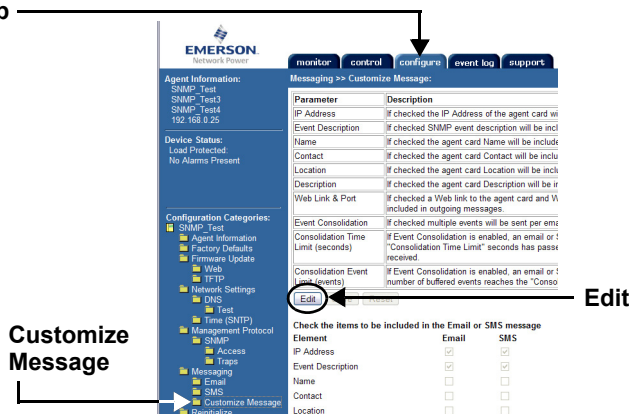 EMERSON.
Network Power
monitor control configure event log support
Agent Information:
SNMP_Test
SNMP_Test3
SNMP_Test4
192.168.0.25
Device Status:
Load Protected:
No Alarms Present
Configuration Categories:
SNMP_Test
Agent Information
Factory Defaults
Firmware Update
Web
TFTP
Network Settings
DNS
Test
Time (SNTP)
Management Protocol
SNMP
Access
Traps
Messaging
Email
SMS
Customize Message
Reinitialize
Messaging >> Customize Message:
Parameter Description
IP Address If checked the IP Address of the agent card wi
Event Description If checked SNMP event description will be incl
Name If checked the agent card Name will be include
Contact If checked the agent card Contact will be inclu
Location If checked the agent card Location will be inclu
Description If checked the agent card Description will be in
Web Link & Port If checked a Web link to the agent card and W
included in outgoing messages.
Event Consolidation If checked multiple events will be sent per ema
Consolidation Time If Event Consolidation is enabled, an email or S
Limit (seconds) "Consolidation Time Limit" seconds has passe
received.
Consolidation Event If Event Consolidation is enabled, an email or S
Limit (events) number of buffered events reaches the "Conso
Edit Reset
Edit
Check the items to be included in the Email or SMS message
Element Email SMS
IP Address
Event Description
Name
Contact
Location
Customize
Message